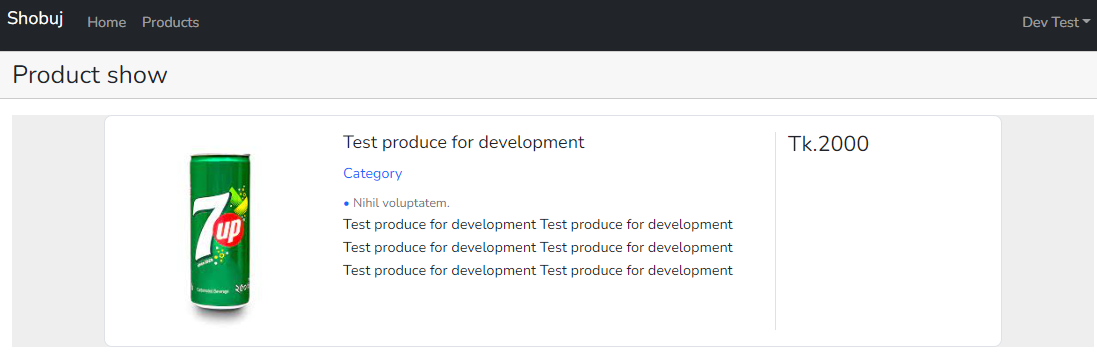 Shobuj
Home
Products
Dev Test
Product show
Test produce for development
Category
• Nihil voluptatem.
Test produce for development Test produce for development
Test produce for development Test produce for development
Test produce for development Test produce for development
Tk.2000
7up